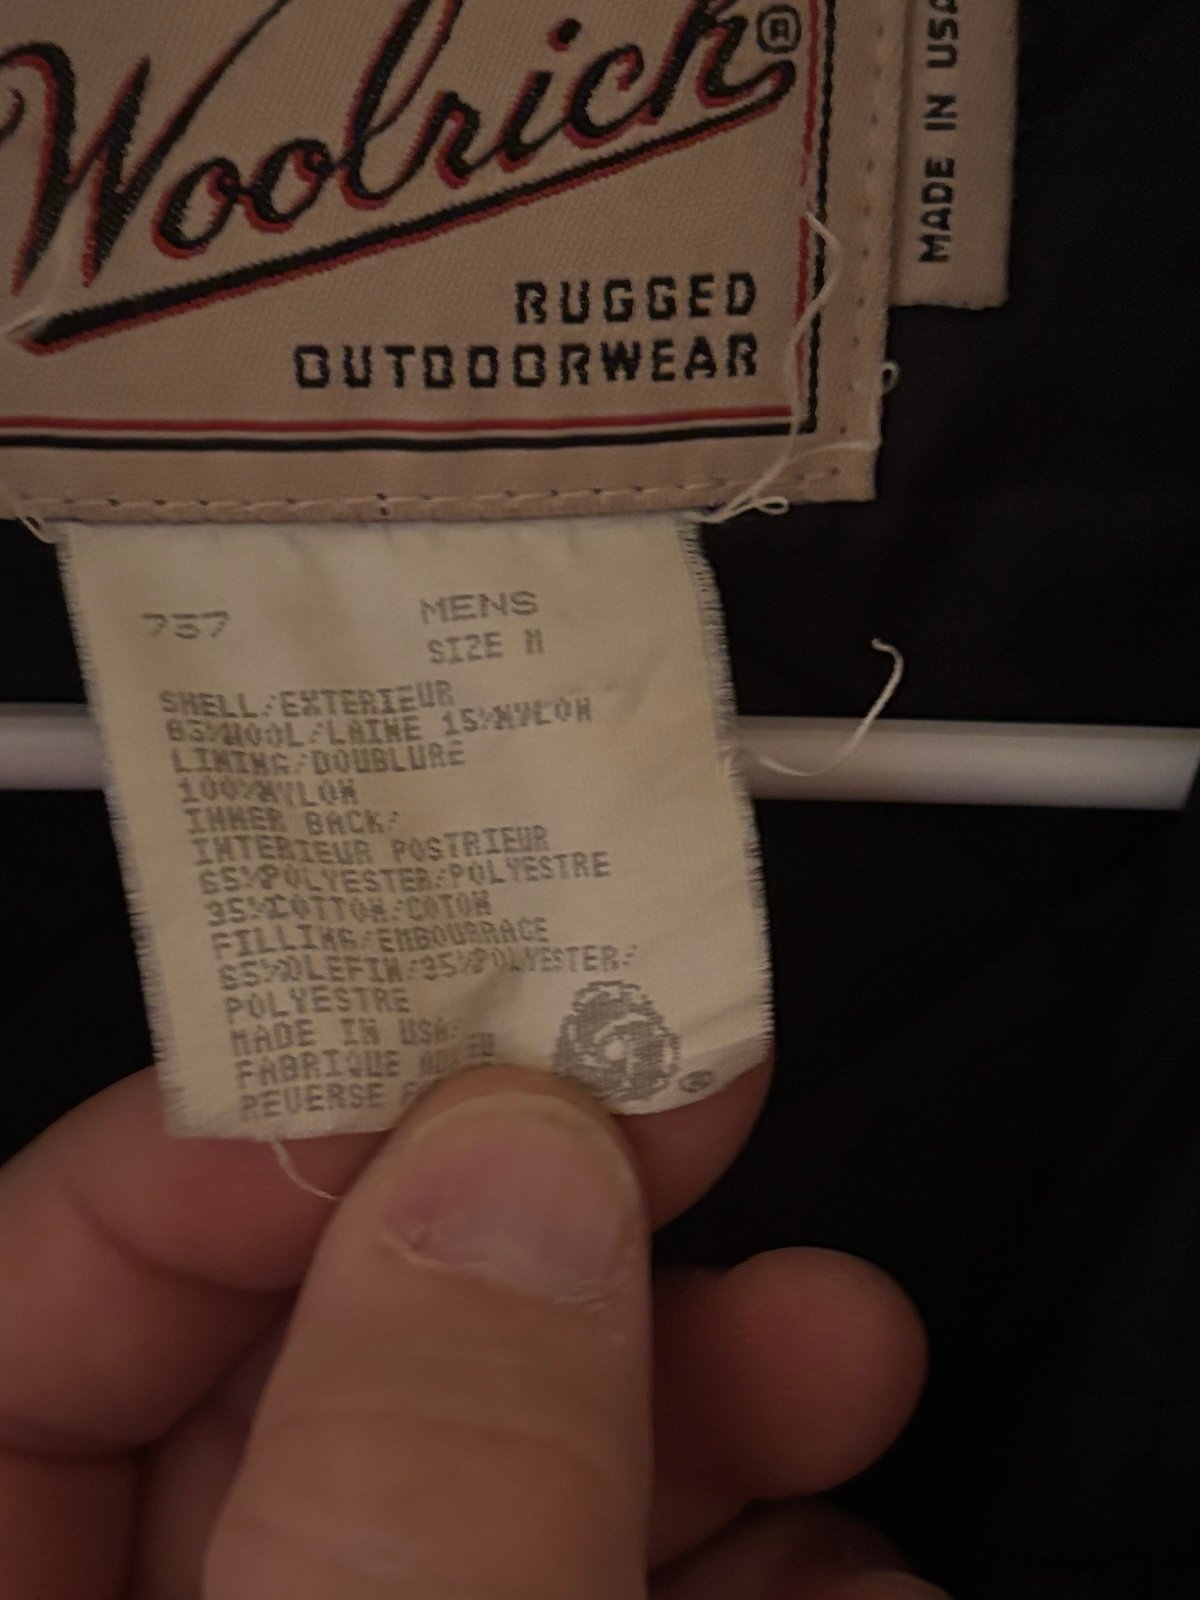 Woolrich®
RUGGED
OUTDOORWEAR
MADE IN USA
757 MENS
SIZE M
SHELL/EXTERIEUR
85%WOOL/LAINE 15%NYLON
LINING/DOUBLURE
100%NYLON
INNER BACK/
INTERIEUR POSTRIEUR
65%POLYESTER/POLYESTRE
35%COTTON/COTON
FILLING/EMBOURRAGE
65%OLEFIN/35%POLYESTER/
POLYESTRE
MADE IN USA/
FABRIQUE
REVERSE
®